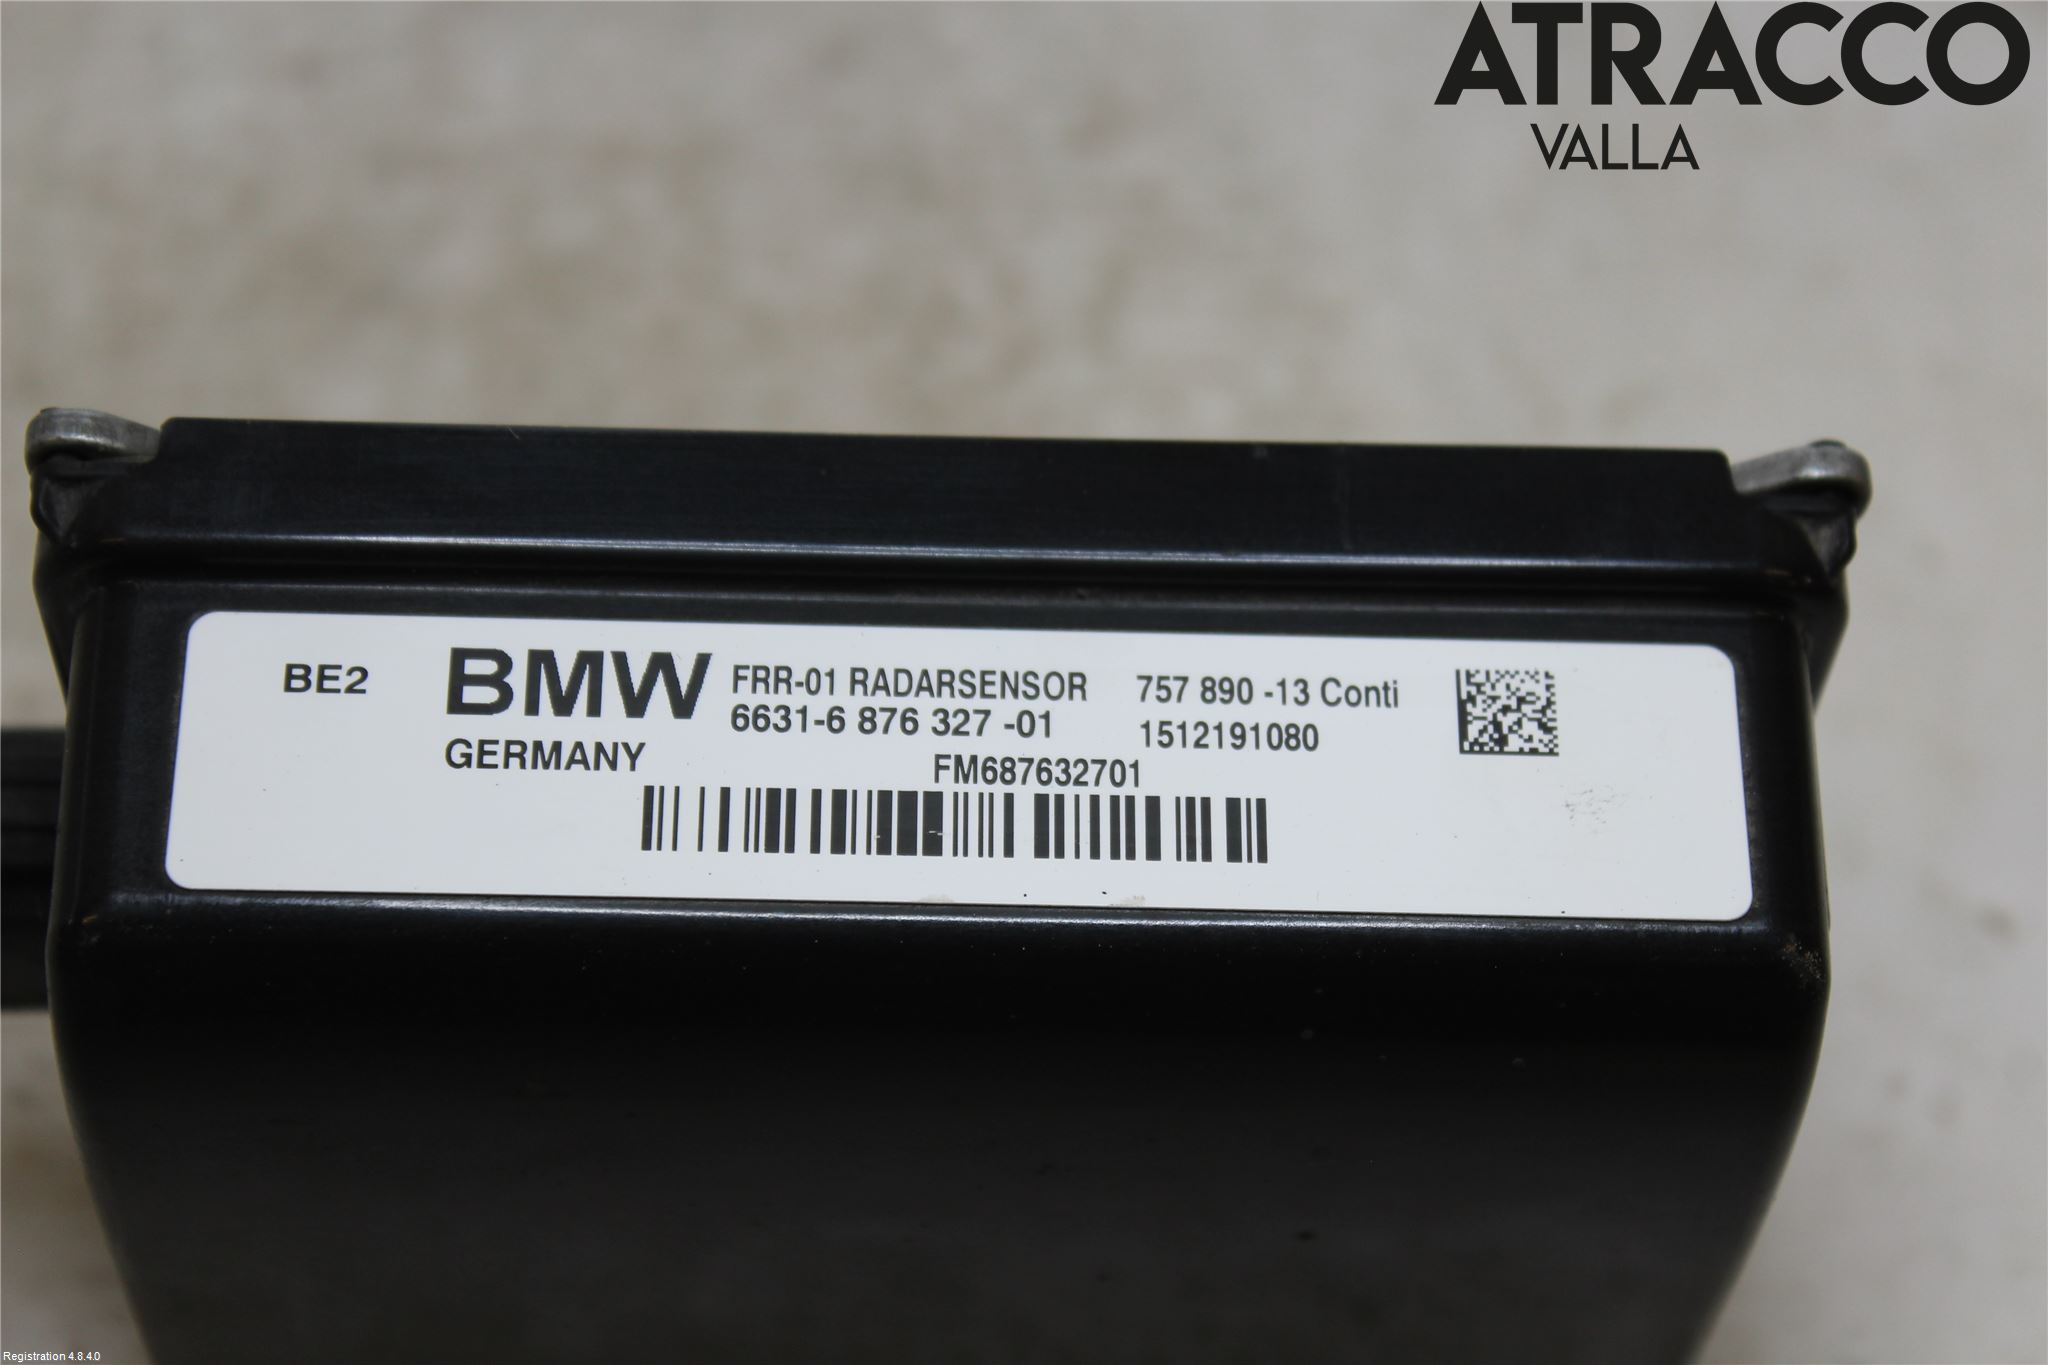 ATRACCO
VALLA
BE2
BMW
GERMANY
FRR-01 RADARSENSOR
6631-6 876 327 -01
757 890 -13 Conti
1512191080
FM687632701
Registration 4.8.4.0